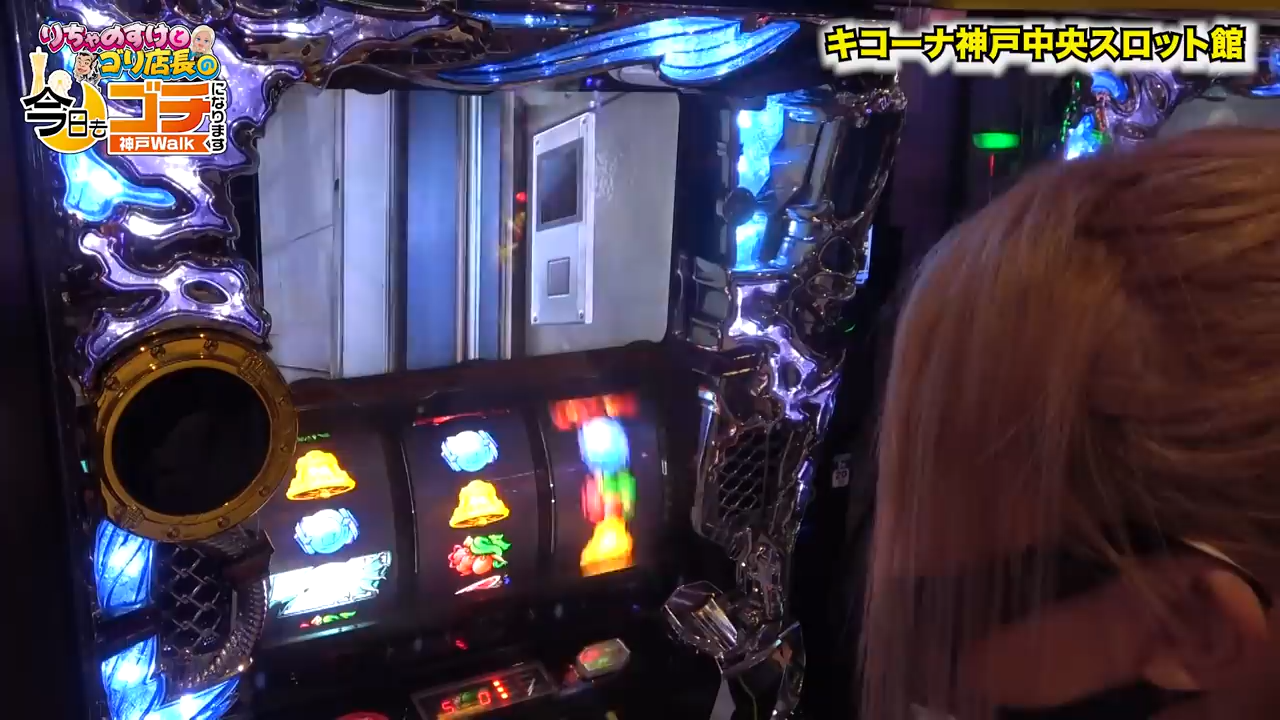 りちゃのすけと
ゴリ店長の
今日もゴチになります
神戸Walk
キコーナ神戸中央スロット館